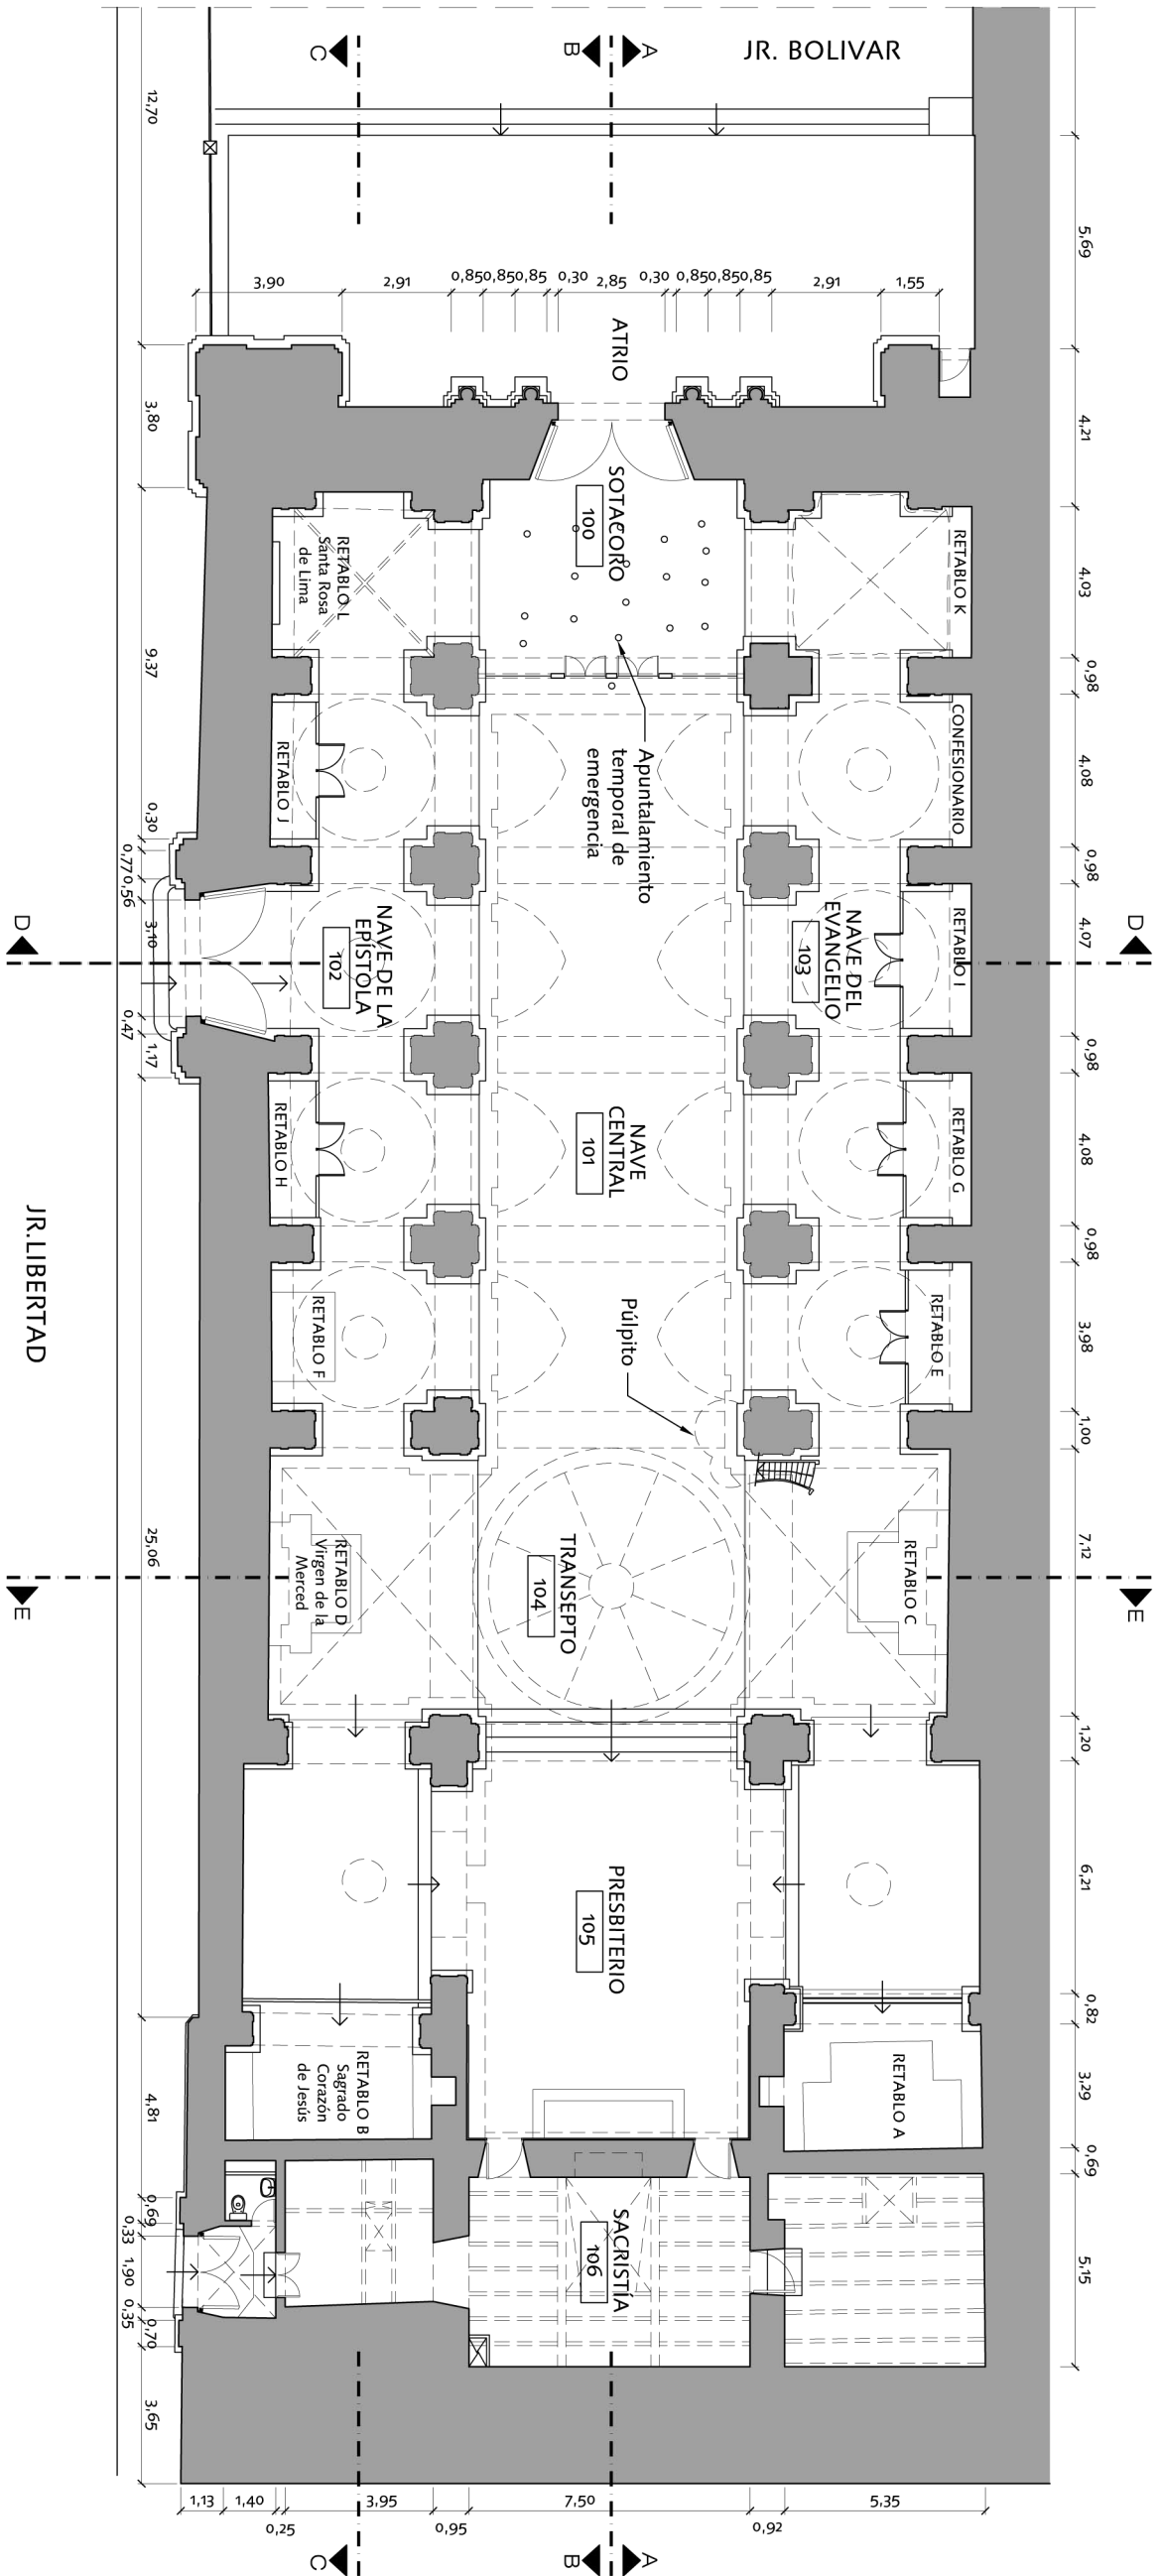 C
B
A
JR. BOLIVAR
12,70
5,69
3,90
2,91
0,85
0,85
0,85
0,30
2,85
0,30
0,85
0,85
0,85
2,91
1,55
ATRIO
3,80
4,21
SOTACORO
100
RETABLO L
Santa Rosa
de Lima
RETABLO K
4,03
9,37
0,98
Apuntalamiento
temporal de
emergencia
RETABLO J
CONFESIONARIO
4,08
0,30
0,77
0,56
3,10
0,47
1,17
0,98
NAVE DE LA
EPÍSTOLA
102
NAVE DEL
EVANGELIO
103
RETABLO I
4,07
D
D
0,98
NAVE
CENTRAL
101
RETABLO H
RETABLO G
4,08
JR.LIBERTAD
0,98
Púlpito
RETABLO F
RETABLO E
3,98
1,00
25,06
TRANSEPTO
104
RETABLO D
Virgen de la
Merced
RETABLO C
7,12
E
E
1,20
PRESBITERIO
105
6,21
0,82
RETABLO B
Sagrado
Corazón
de Jesús
RETABLO A
3,29
4,81
0,69
0,69
0,33
1,90
0,35
0,70
SACRISTÍA
106
5,15
3,65
1,13
1,40
0,25
3,95
0,95
7,50
0,92
5,35
C
B
A